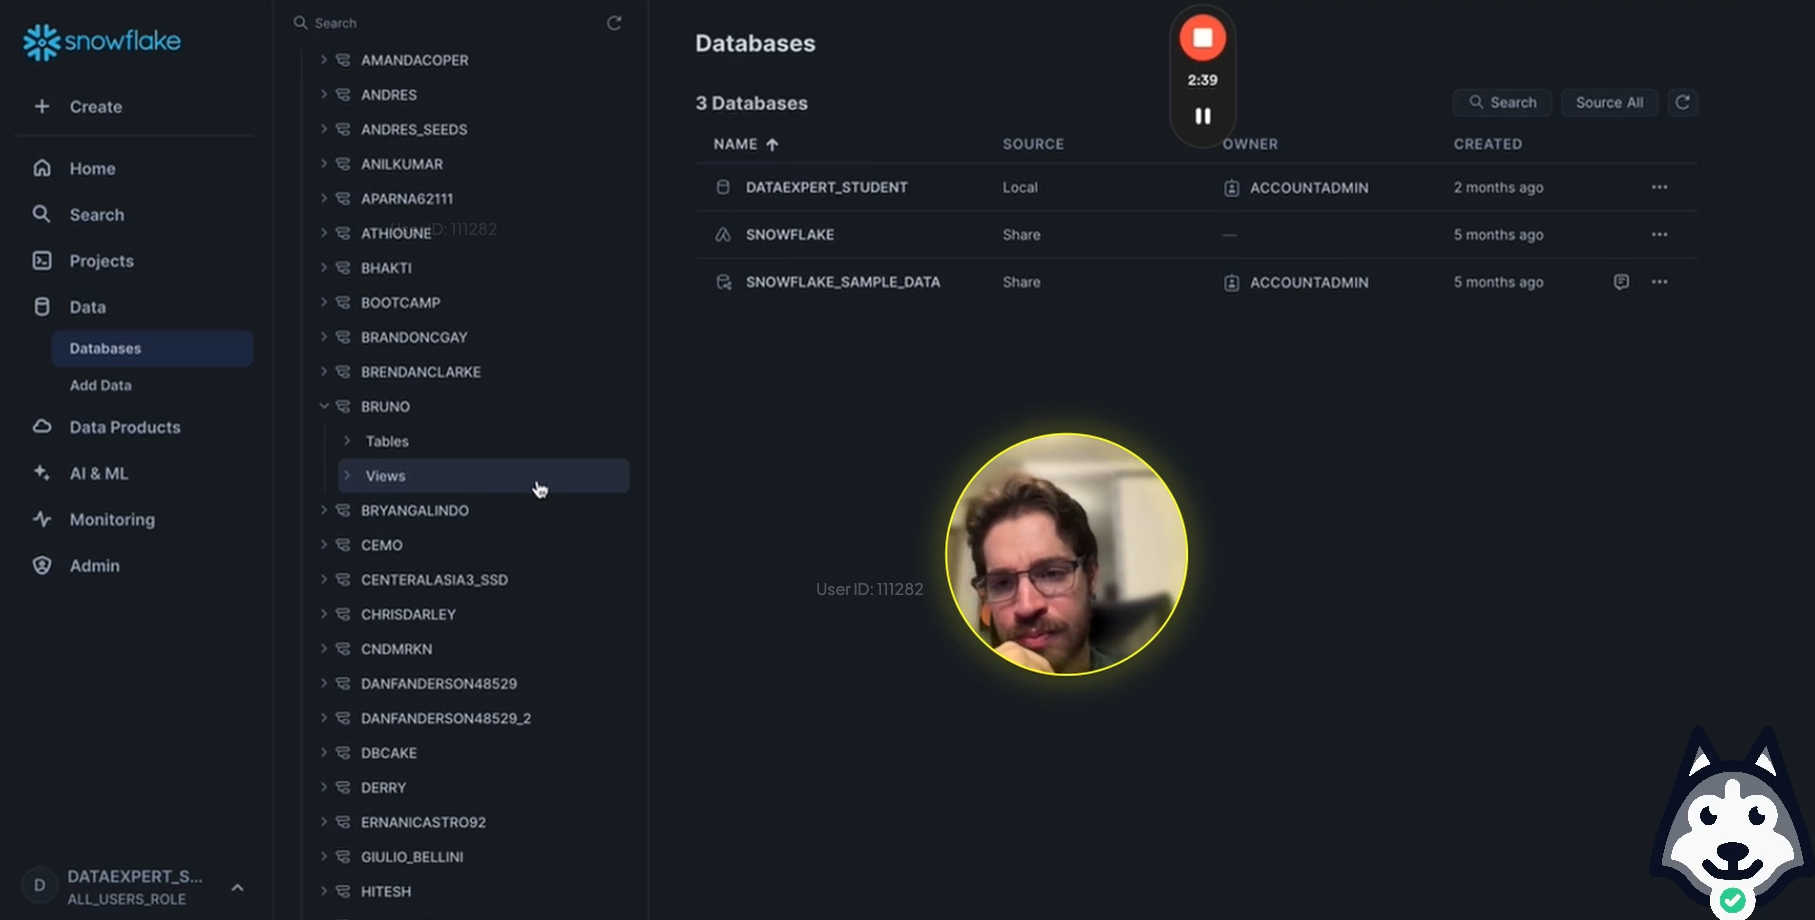 snowflake
Create
Home
Search
Projects
Data
Databases
Add Data
Data Products
AI & ML
Monitoring
Admin
D
DATAEXPERT_S...
ALL_USERS_ROLE
Search
AMANDACOPER
ANDRES
ANDRES_SEEDS
ANILKUMAR
APARNA62111
ATHIOUNE
User ID: 111282
BHAKTI
BOOTCAMP
BRANDONCGAY
BRENDANCLARKE
BRUNO
Tables
Views
BRYANGALINDO
CEMO
CENTERALASIA3_SSD
CHRISDARLEY
CNDMRKN
DANFANDERSON48529
DANFANDERSON48529_2
DBCAKE
DERRY
ERNANICASTRO92
GIULIO_BELLINI
HITESH
Databases
2:39
3 Databases
Search
Source All
NAME SOURCE OWNER CREATED
DATAEXPERT_STUDENT Local ACCOUNTADMIN 2 months ago ...
SNOWFLAKE Share — 5 months ago ...
SNOWFLAKE_SAMPLE_DATA Share ACCOUNTADMIN 5 months ago ...
User ID: 111282